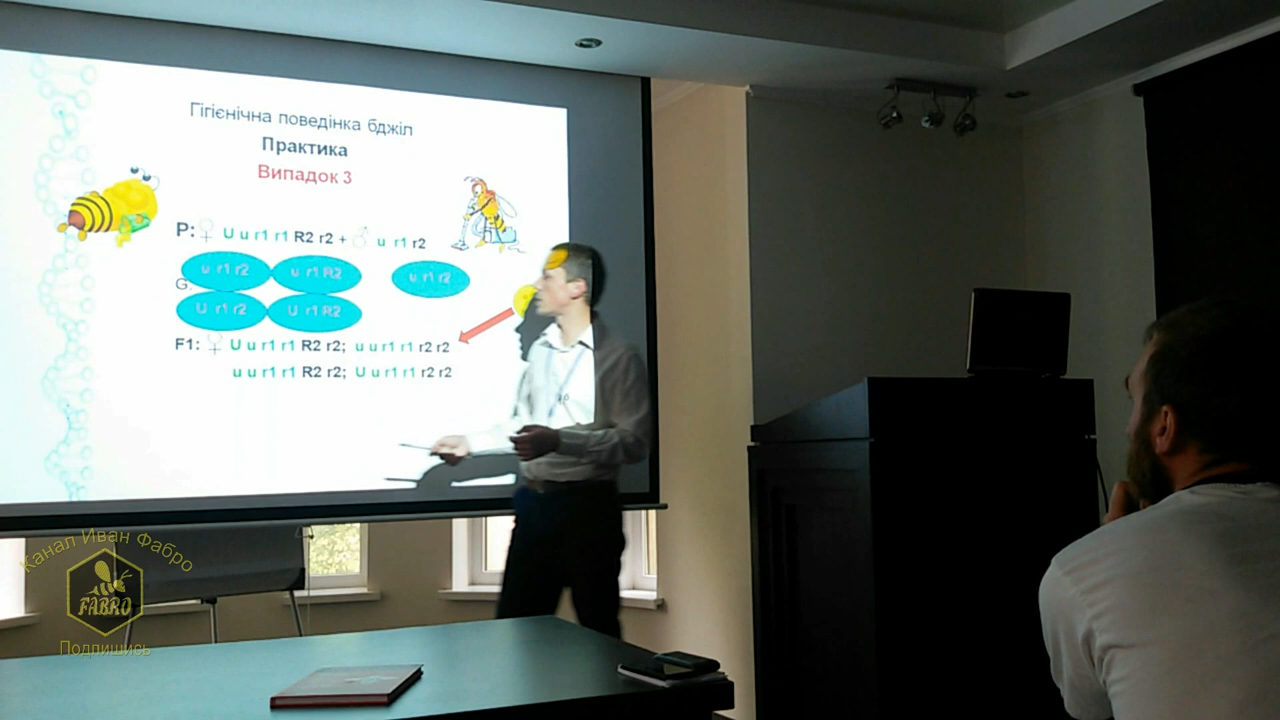 Гігієнічна поведінка бджіл
Практика
Випадок 3
P: ♀ U u r1 r1 R2 r2 + ♂ u r1 r2
u r1 r2 u r1 R2 u r1 r2
G:
U r1 r2 U r1 R2
F1: ♀ U u r1 r1 R2 r2; u u r1 r1 r2 r2
u u r1 r1 R2 r2; U u r1 r1 r2 r2
Канал Иван Фабро
FABRO
Подпишись